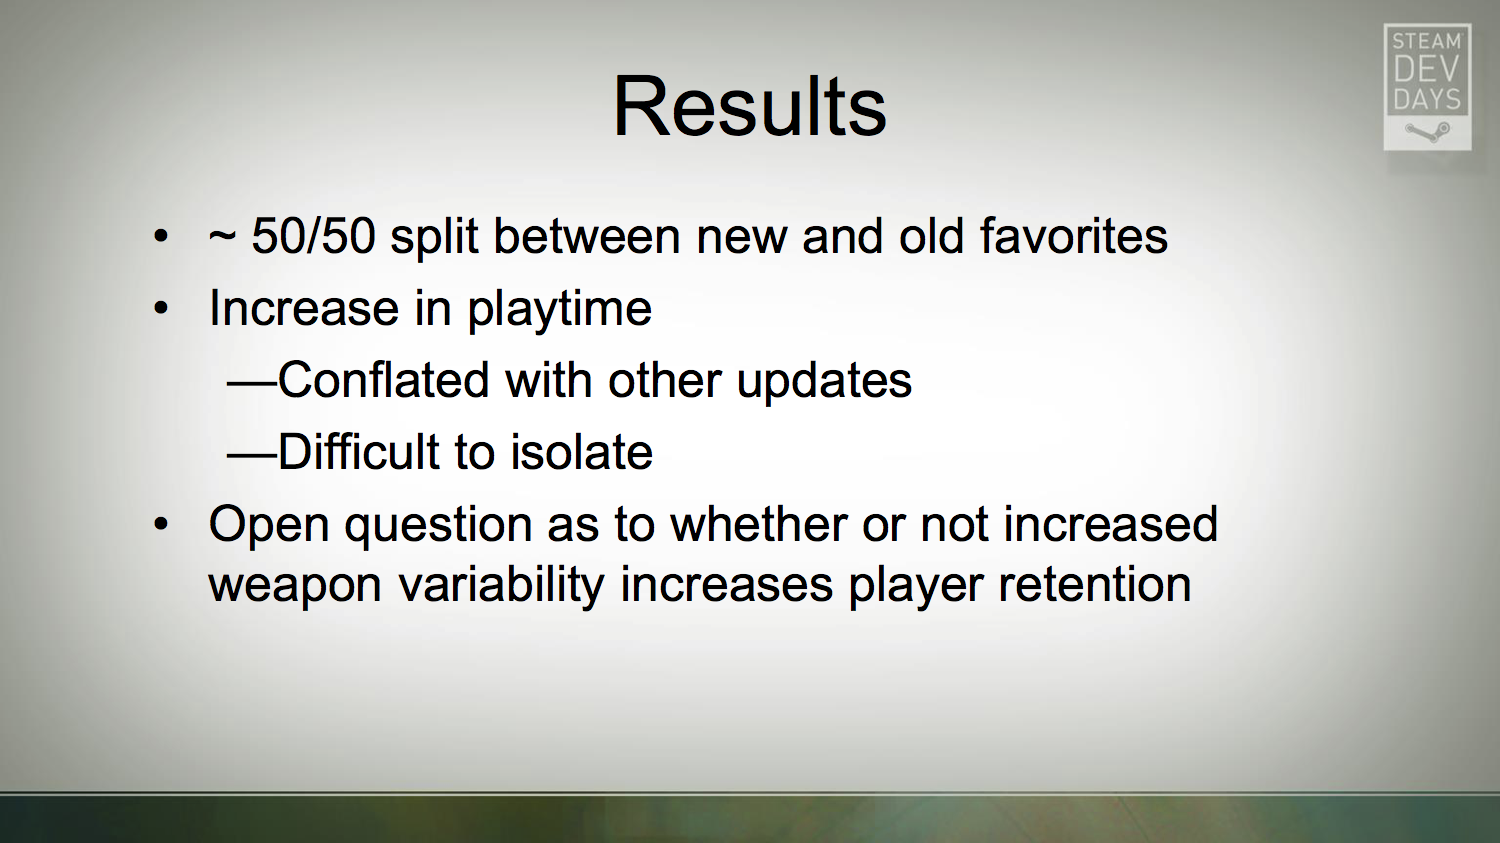 STEAM
DEV
DAYS
Results
• ~ 50/50 split between new and old favorites
• Increase in playtime
—Conflated with other updates
—Difficult to isolate
• Open question as to whether or not increased
weapon variability increases player retention